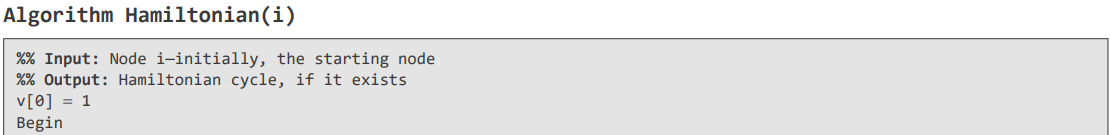 Algorithm Hamiltonian(i)
%% Input: Node i—initially, the starting node
%% Output: Hamiltonian cycle, if it exists
v[0] = 1
Begin